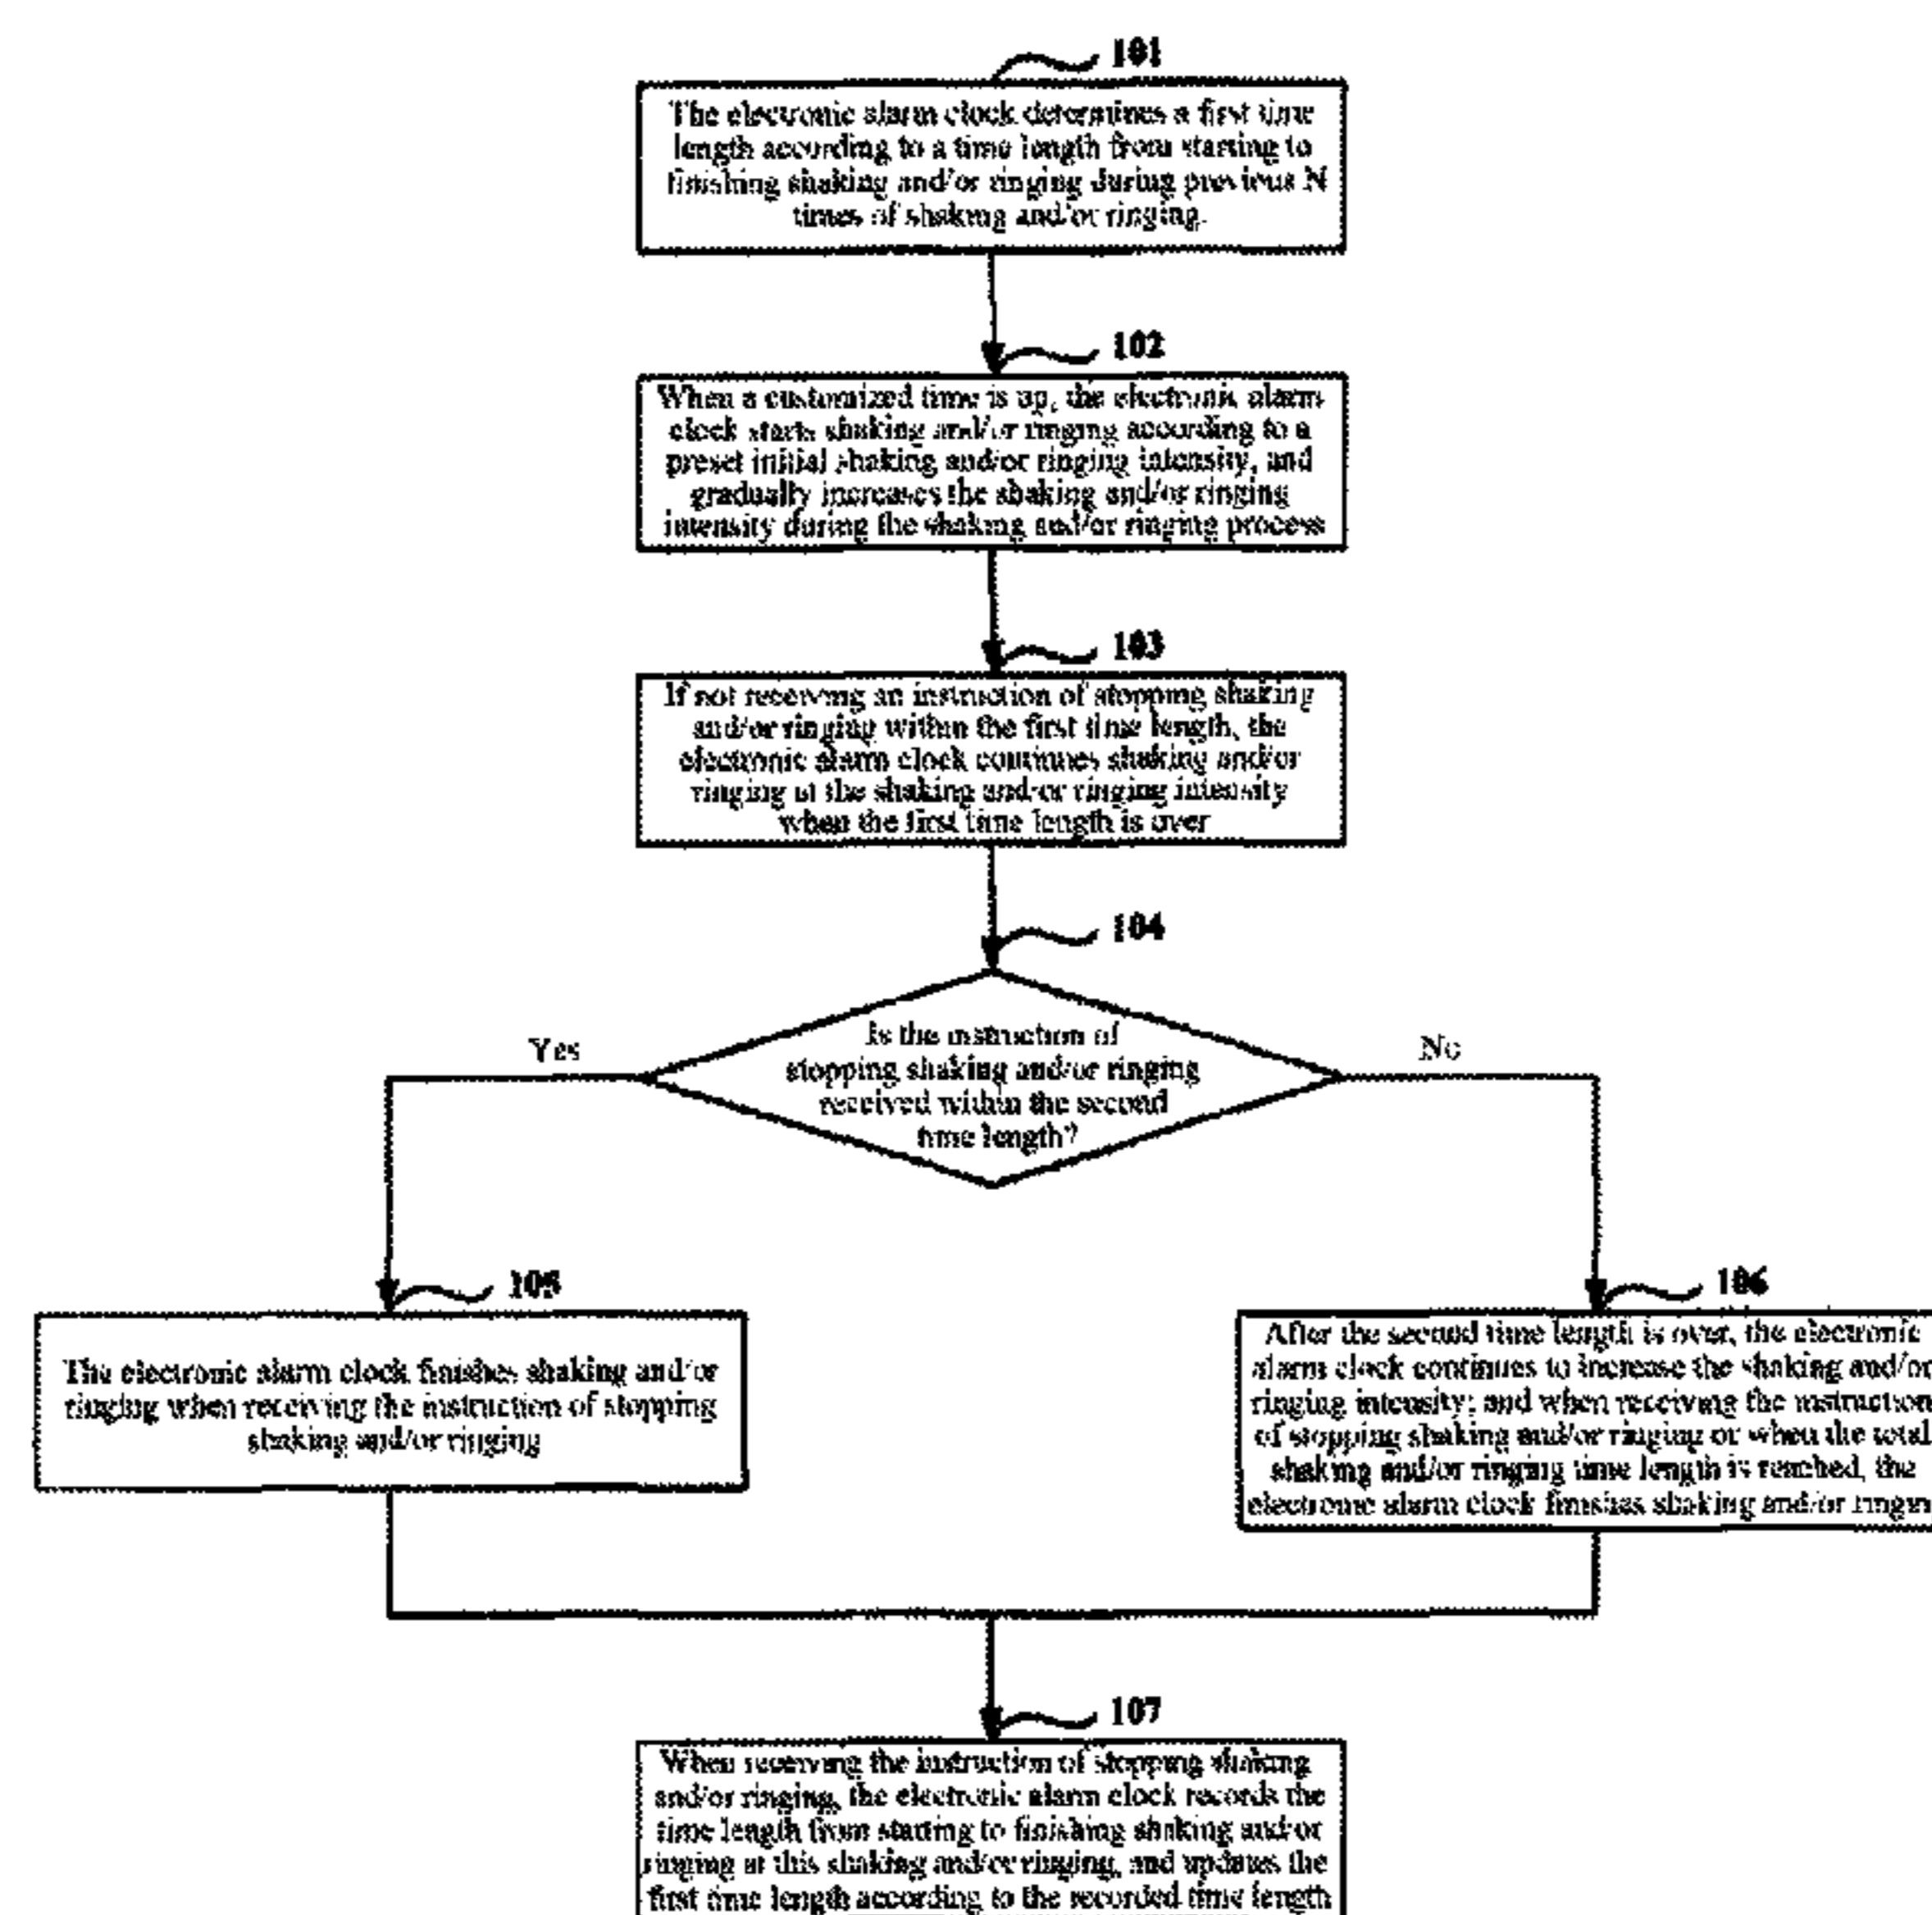 101
The electronic alarm clock determines a first time
length according to a time length from starting to
finishing shaking and/or ringing during previous N
times of shaking and/or ringing.
102
When a customized time is up, the electronic alarm
clock starts shaking and/or ringing according to a
preset initial shaking and/or ringing intensity, and
gradually increases the shaking and/or ringing
intensity during the shaking and/or ringing process
103
If not receiving an instruction of stopping shaking
and/or ringing within the first time length, the
electronic alarm clock continues shaking and/or
ringing at the shaking and/or ringing intensity
when the first time length is over
104
Is the instruction of
stopping shaking and/or ringing
received within the second
time length?
Yes
No
105
The electronic alarm clock finishes shaking and/or
ringing when receiving the instruction of stopping
shaking and/or ringing
106
After the second time length is over, the electronic
alarm clock continues to increase the shaking and/or
ringing intensity; and when receiving the instruction
of stopping shaking and/or ringing or when the total
shaking and/or ringing time length is reached, the
electronic alarm clock finishes shaking and/or ringin
107
When receiving the instruction of stopping shaking
and/or ringing, the electronic alarm clock records the
time length from starting to finishing shaking and/or
ringing at this shaking and/or ringing, and updates the
first time length according to the recorded time length